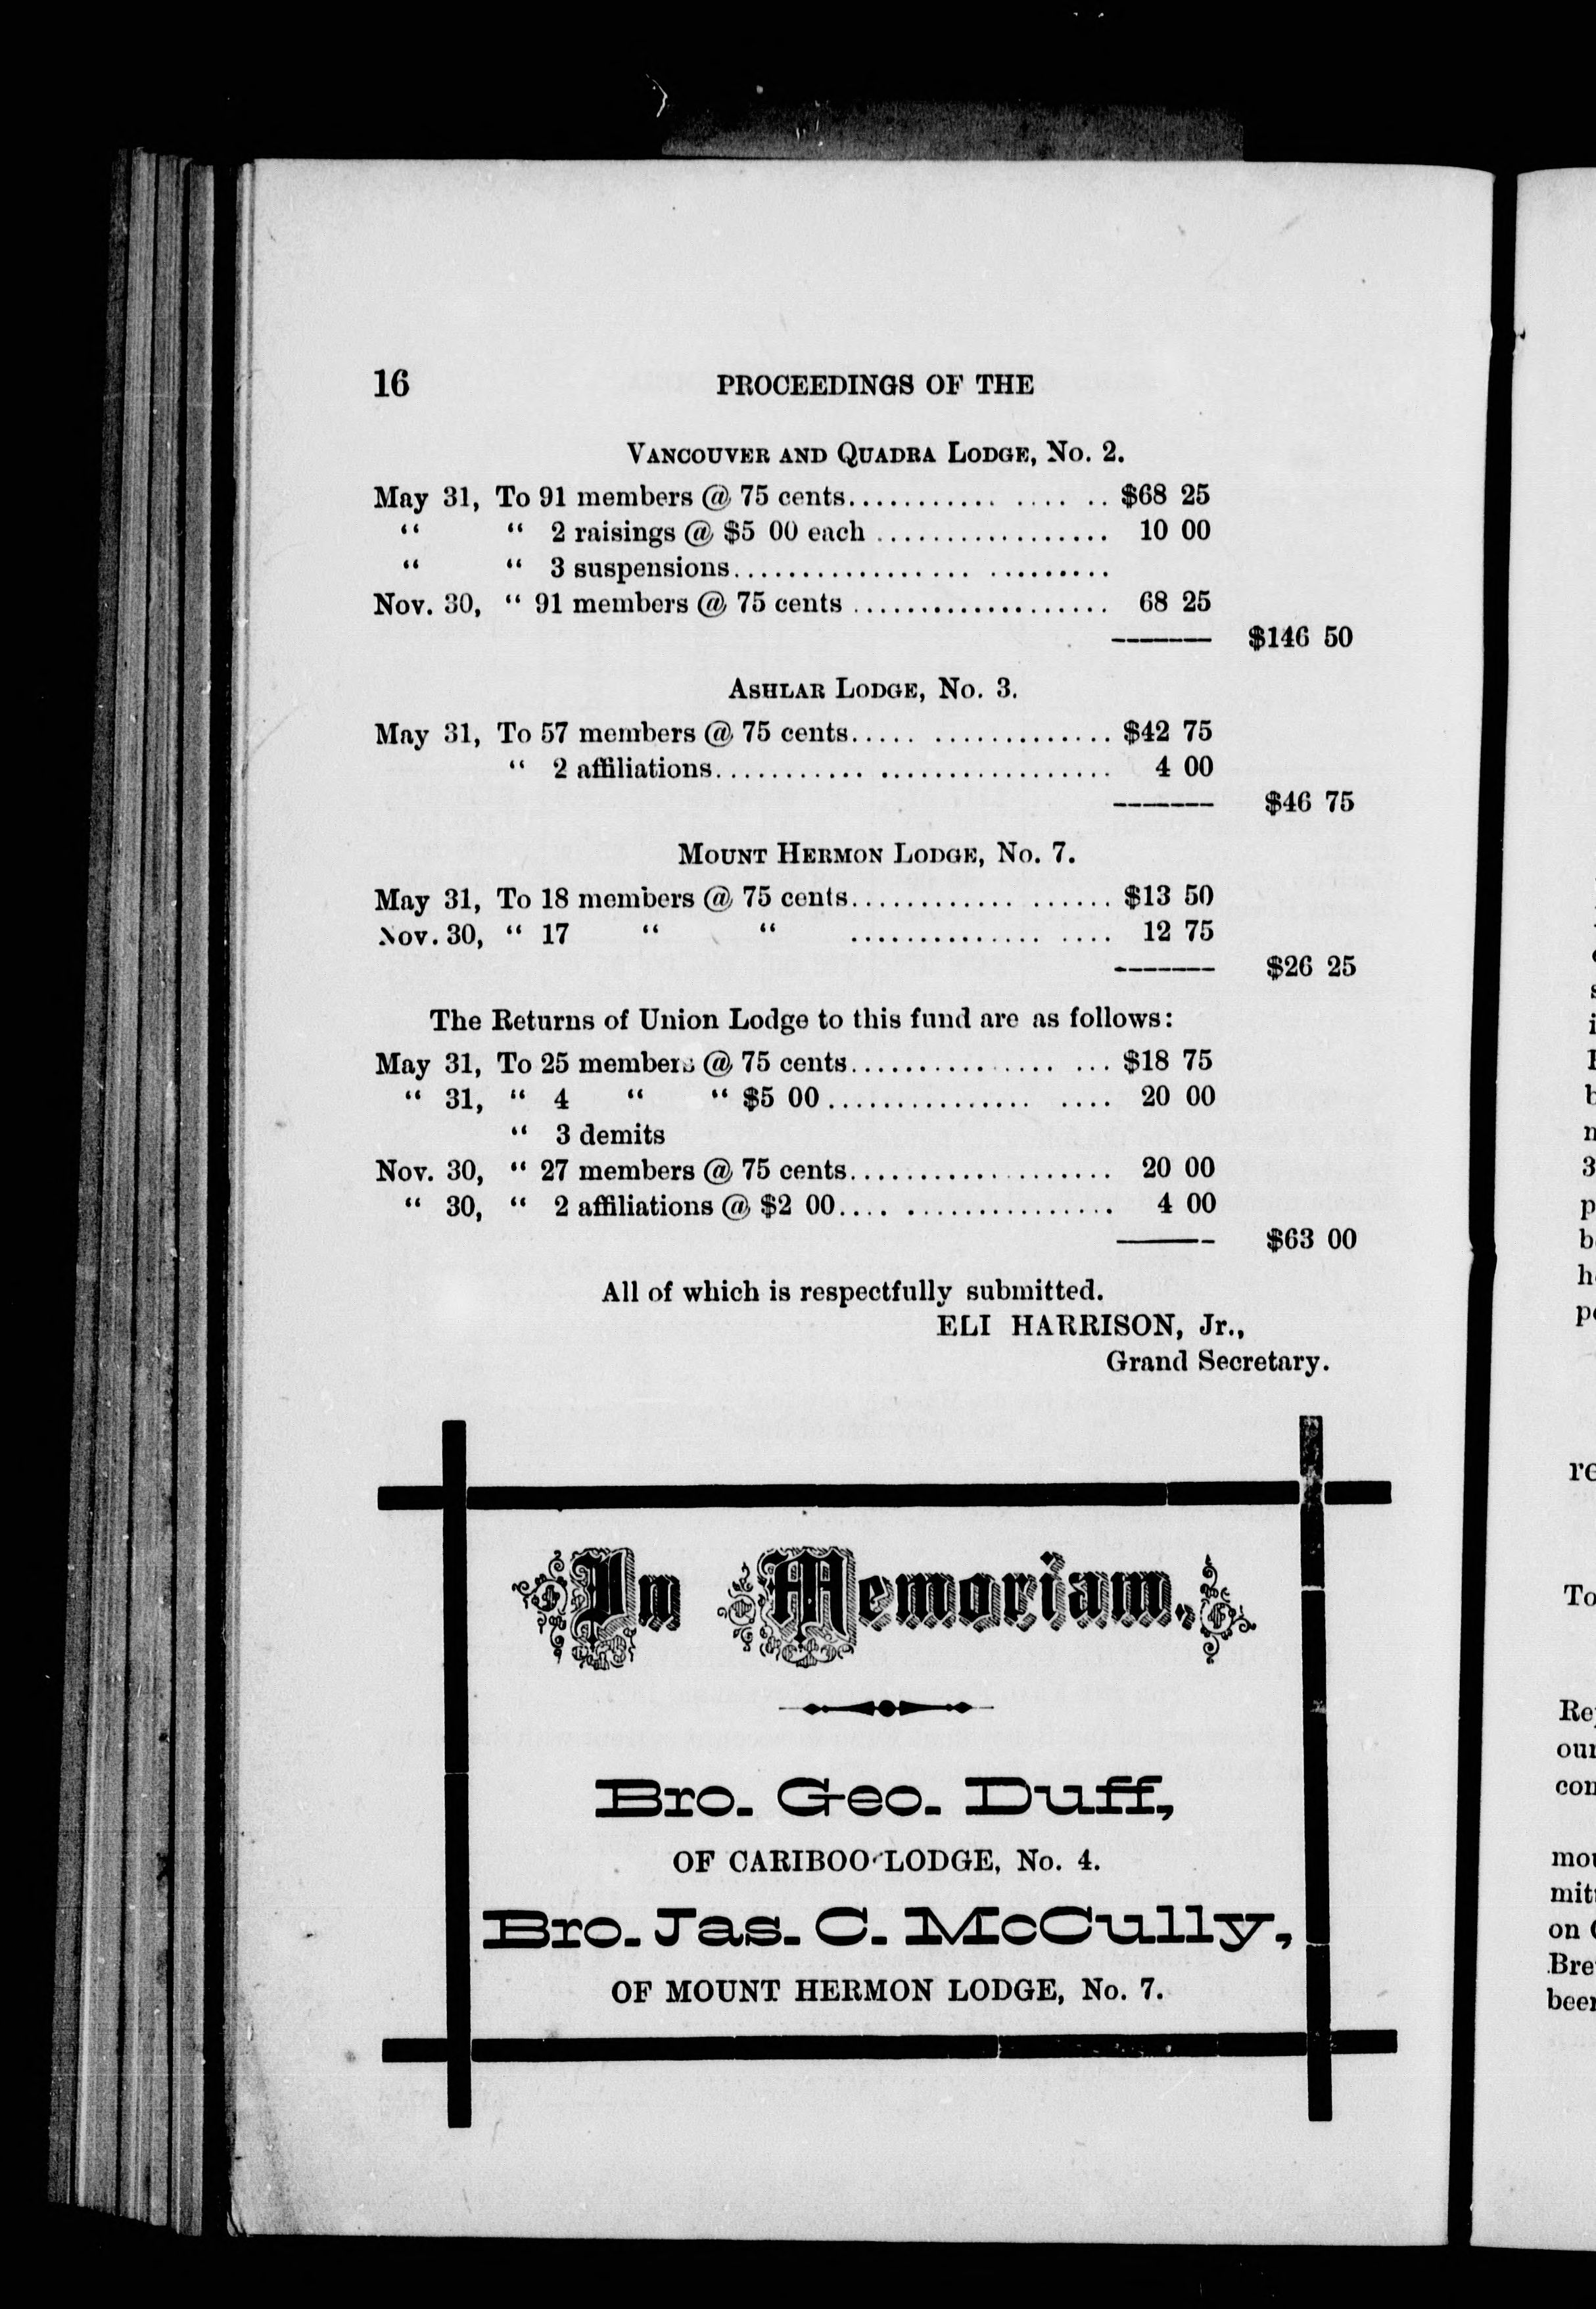 16 PROCEEDINGS OF THE
VANCOUVER AND QUADRA LODGE, No. 2.
May 31, To 91 members @ 75 cents........... .... .. $68 25
“ “ 2 raisings @ $5 00 each ................. 10 00
“ “ 3 suspensions.................. .........
Nov. 30, “ 91 members @ 75 cents ................... 68 25
$146 50
ASHLAR LODGE, No. 3.
May 31, To 57 members @ 75 cents..... ............. $42 75
“ 2 affiliations........... ................. 4 00
$46 75
MOUNT HERMON LODGE, No. 7.
May 31, To 18 members @ 75 cents............ ...... $13 50
Nov. 30, “ 17 “ “ .............. .... 12 75
$26 25
The Returns of Union Lodge to this fund are as follows:
May 31, To 25 members @ 75 cents............... ... $18 75
“ 31, “ 4 “ “ $5 00............... .... 20 00
“ 3 demits
Nov. 30, “ 27 members @ 75 cents................... 20 00
“ 30, “ 2 affiliations @ $2 00.... ................ 4 00
$63 00
All of which is respectfully submitted.
ELI HARRISON, Jr.,
Grand Secretary.
In Memoriam.
Bro. Geo. Duff,
OF CARIBOO LODGE, No. 4.
Bro. Jas. C. McCully,
OF MOUNT HERMON LODGE, No. 7.